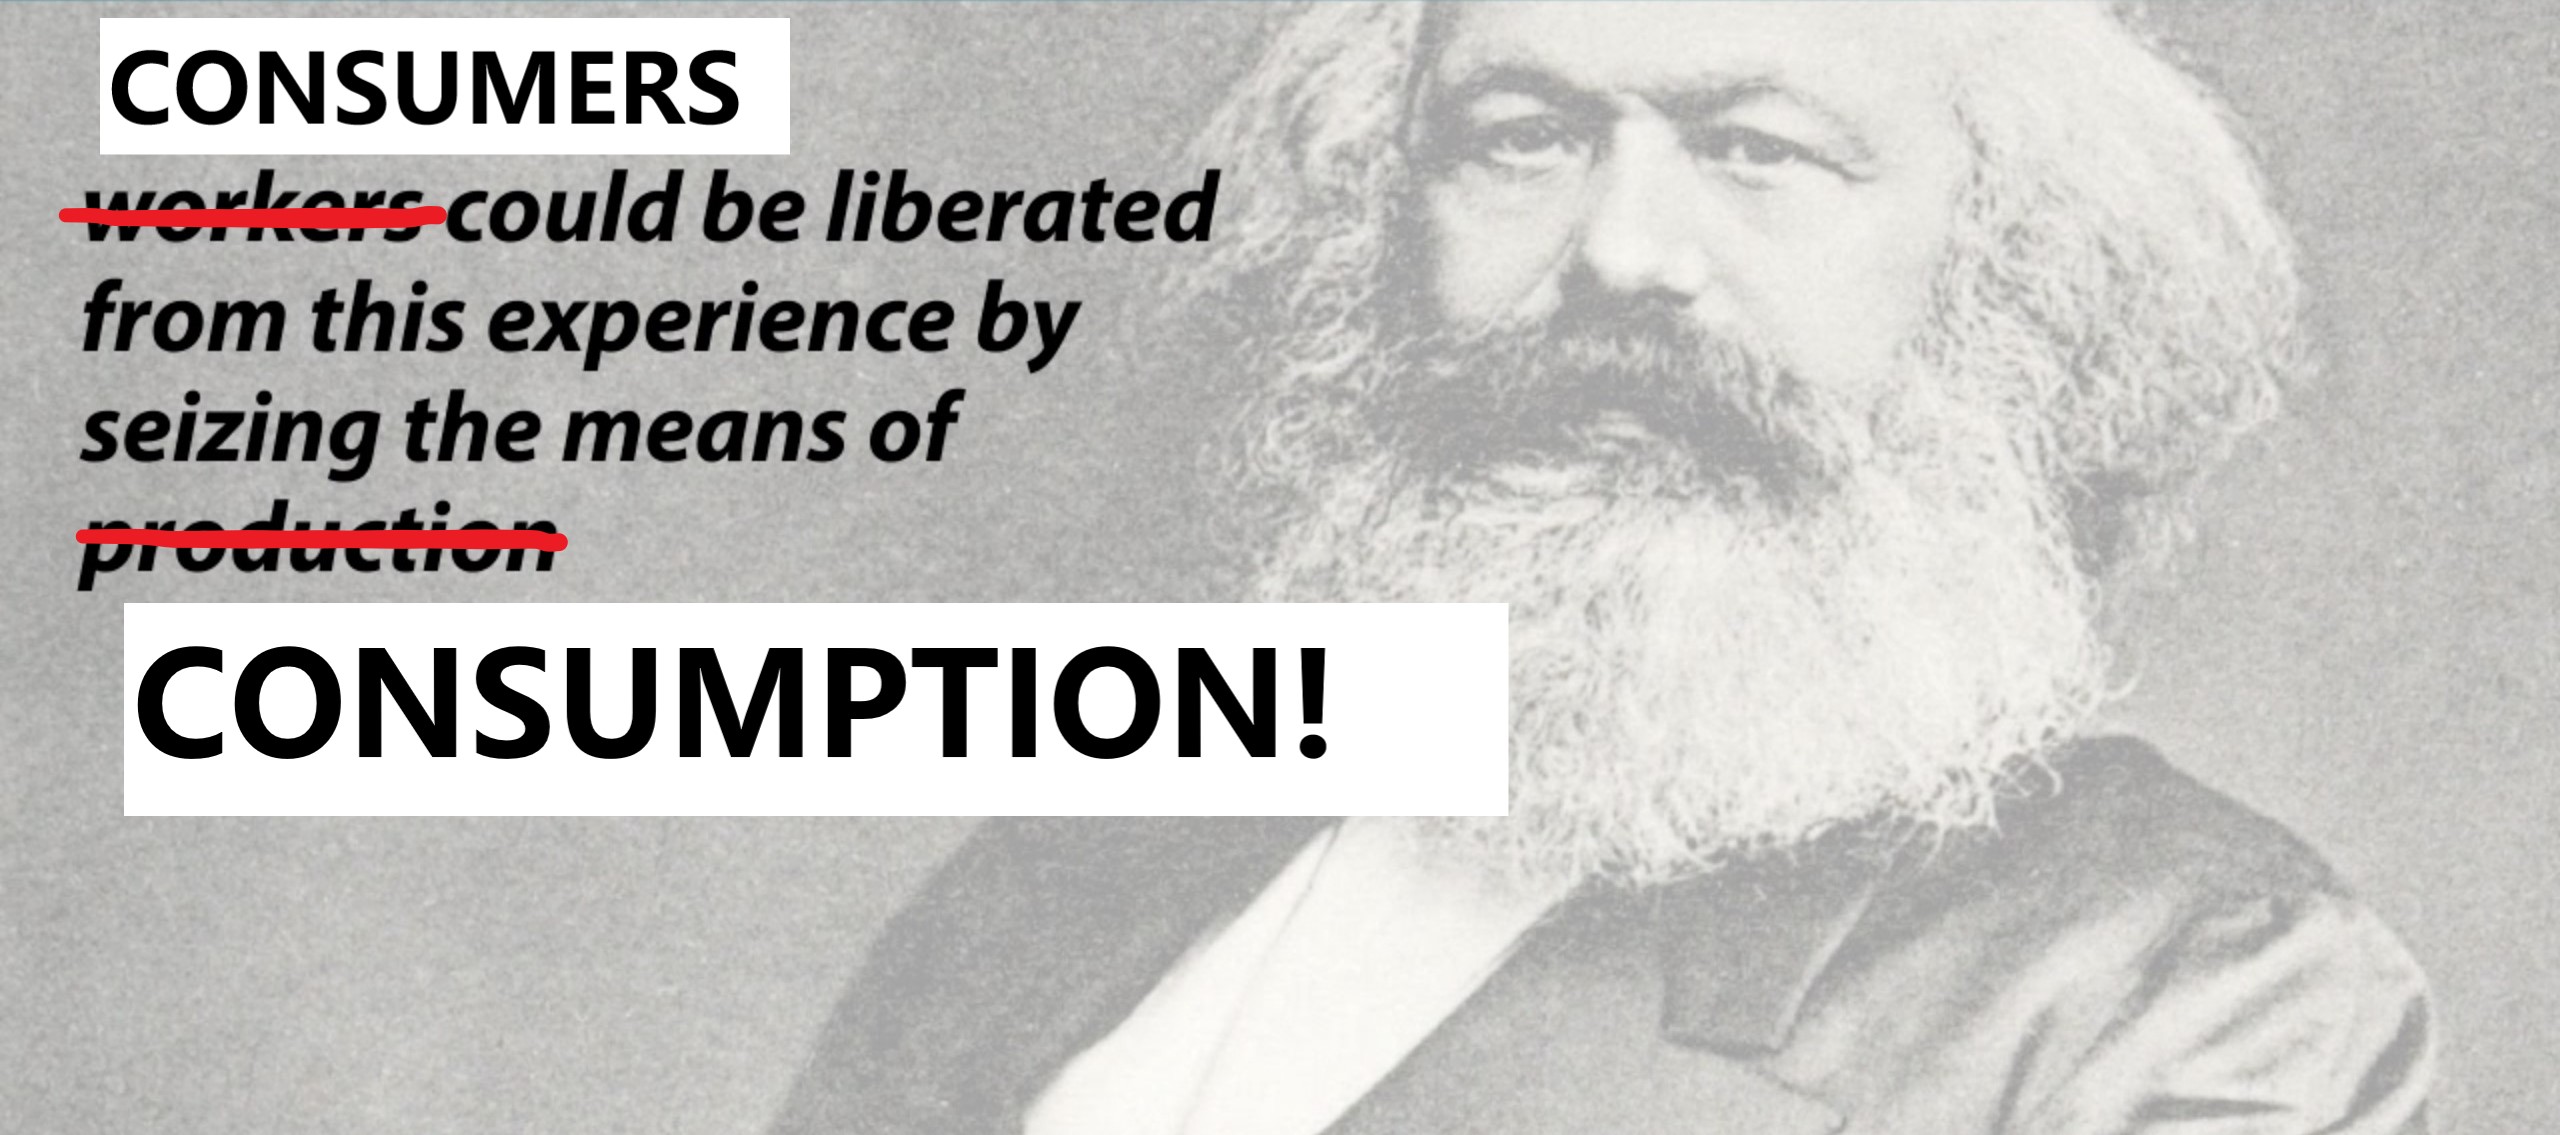 CONSUMERS
workers could be liberated
from this experience by
seizing the means of
production
CONSUMPTION!